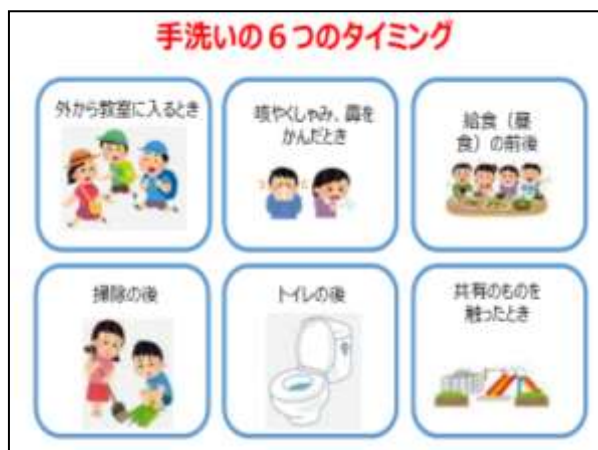 手洗いの６つのタイミング
外から教室に入るとき
咳やくしゃみ、鼻を
かんだとき
給食（昼
食）の前後
掃除の後
トイレの後
共有のものを
触ったとき